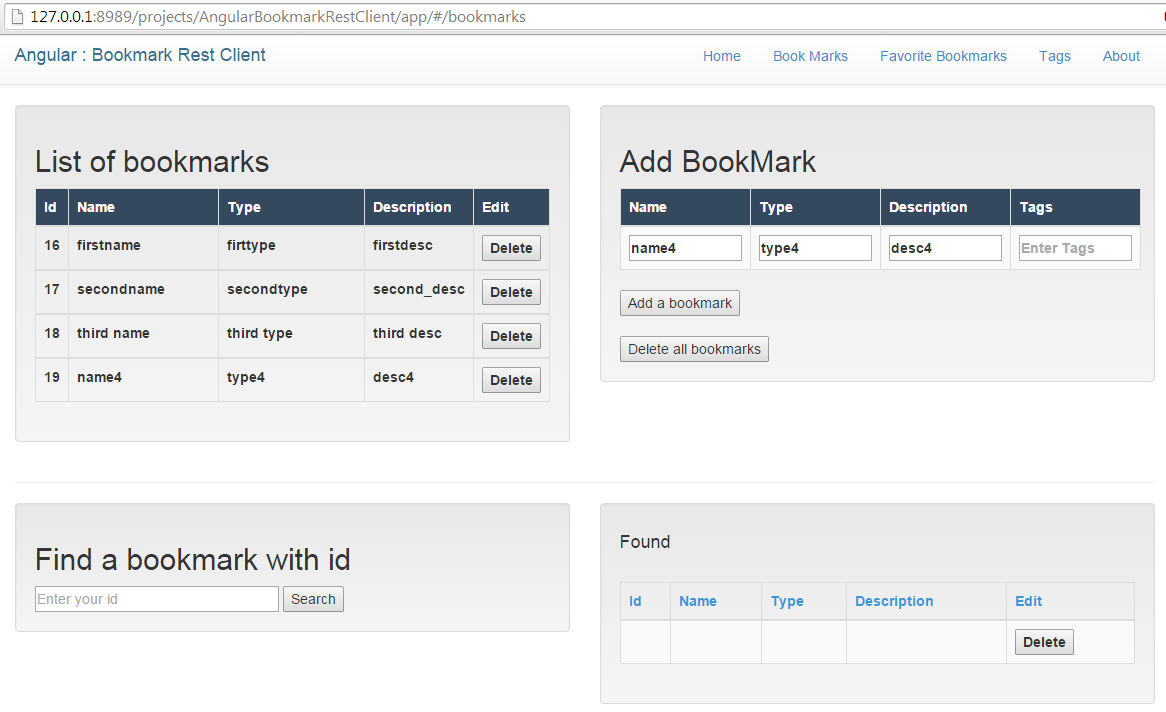 127.0.0.1:8989/projects/AngularBookmarkRestClient/app/#/bookmarks
Angular : Bookmark Rest Client Home Book Marks Favorite Bookmarks Tags About
List of bookmarks
Id Name Type Description Edit
16 firstname firttype firstdesc Delete
17 secondname secondtype second_desc Delete
18 third name third type third desc Delete
19 name4 type4 desc4 Delete
Add BookMark
Name Type Description Tags
name4 type4 desc4 Enter Tags
Add a bookmark
Delete all bookmarks
Find a bookmark with id
Enter your id Search
Found
Id Name Type Description Edit
Delete